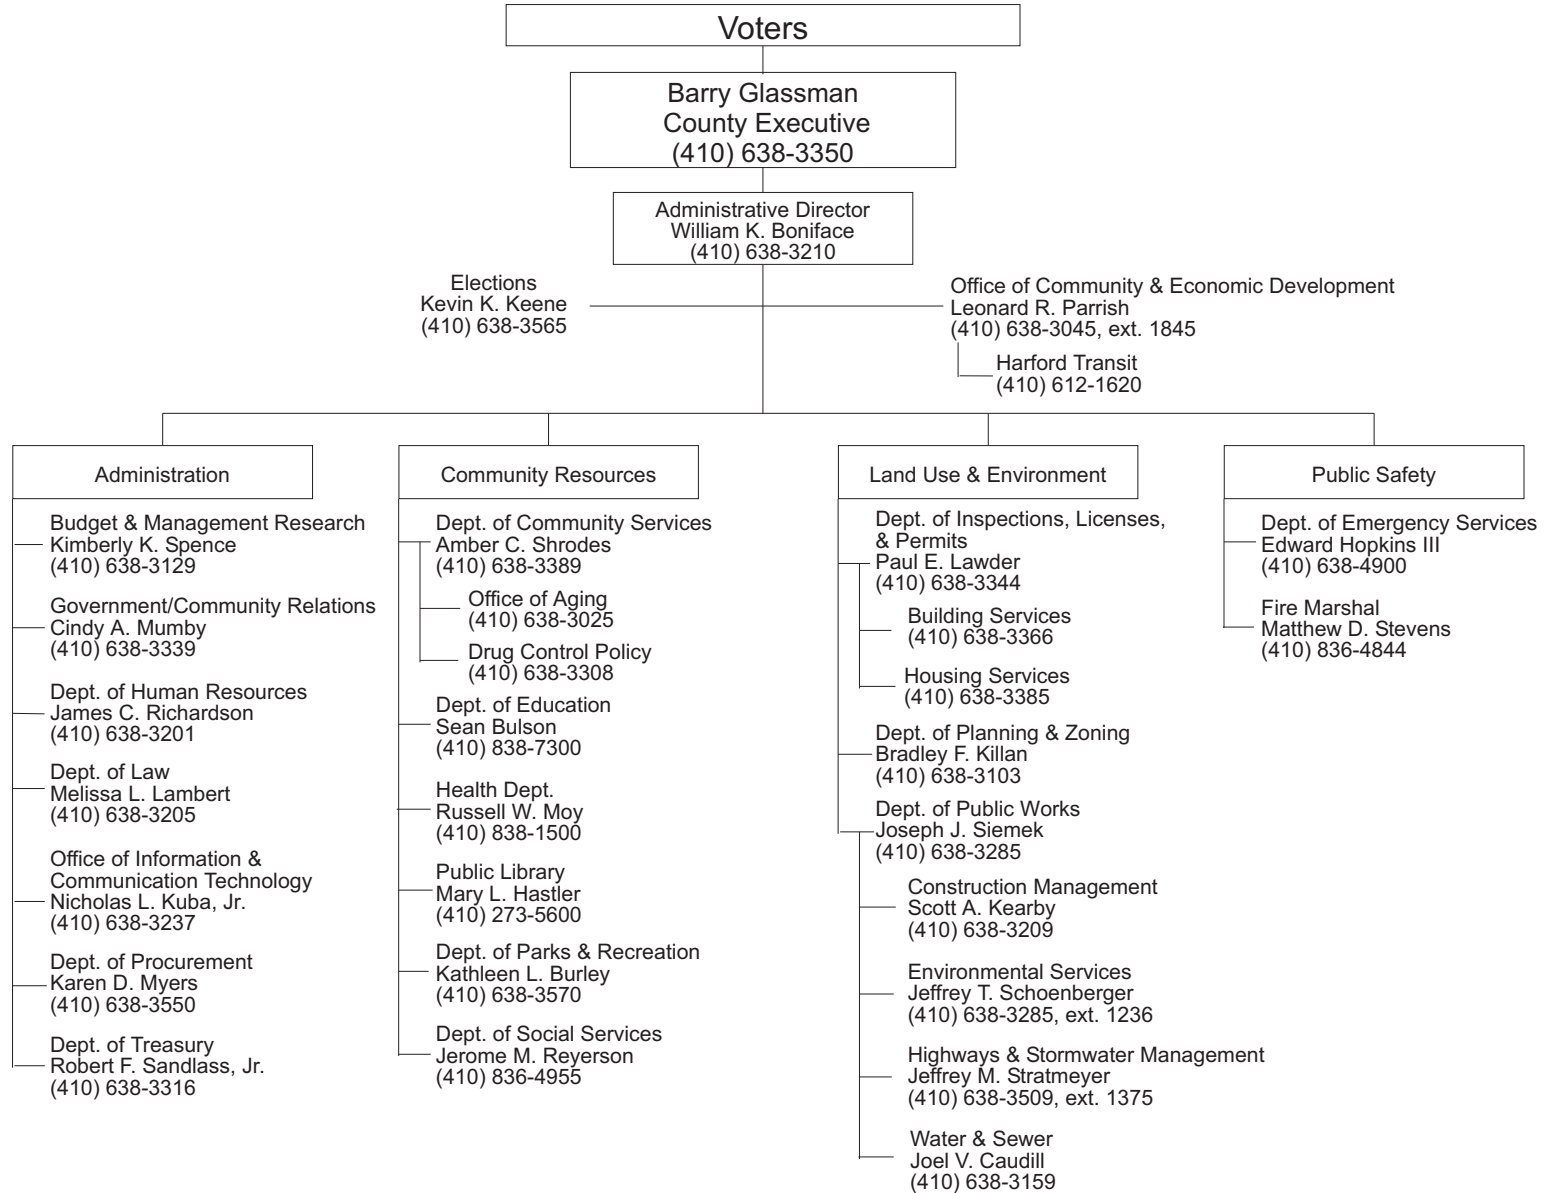 Voters
Barry Glassman
County Executive
(410) 638-3350
Administrative Director
William K. Boniface
(410) 638-3210
Elections
Kevin K. Keene
(410) 638-3565
Office of Community & Economic Development
Leonard R. Parrish
(410) 638-3045, ext. 1845
Harford Transit
(410) 612-1620
Administration
Budget & Management Research
Kimberly K. Spence
(410) 638-3129
Government/Community Relations
Cindy A. Mumby
(410) 638-3339
Dept. of Human Resources
James C. Richardson
(410) 638-3201
Dept. of Law
Melissa L. Lambert
(410) 638-3205
Office of Information &
Communication Technology
Nicholas L. Kuba, Jr.
(410) 638-3237
Dept. of Procurement
Karen D. Myers
(410) 638-3550
Dept. of Treasury
Robert F. Sandlass, Jr.
(410) 638-3316
Community Resources
Dept. of Community Services
Amber C. Shrodes
(410) 638-3389
Office of Aging
(410) 638-3025
Drug Control Policy
(410) 638-3308
Dept. of Education
Sean Bulson
(410) 838-7300
Health Dept.
Russell W. Moy
(410) 838-1500
Public Library
Mary L. Hastler
(410) 273-5600
Dept. of Parks & Recreation
Kathleen L. Burley
(410) 638-3570
Dept. of Social Services
Jerome M. Reyerson
(410) 836-4955
Land Use & Environment
Dept. of Inspections, Licenses,
& Permits
Paul E. Lawder
(410) 638-3344
Building Services
(410) 638-3366
Housing Services
(410) 638-3385
Dept. of Planning & Zoning
Bradley F. Killan
(410) 638-3103
Dept. of Public Works
Joseph J. Siemek
(410) 638-3285
Construction Management
Scott A. Kearby
(410) 638-3209
Environmental Services
Jeffrey T. Schoenberger
(410) 638-3285, ext. 1236
Highways & Stormwater Management
Jeffrey M. Stratmeyer
(410) 638-3509, ext. 1375
Water & Sewer
Joel V. Caudill
(410) 638-3159
Public Safety
Dept. of Emergency Services
Edward Hopkins III
(410) 638-4900
Fire Marshal
Matthew D. Stevens
(410) 836-4844